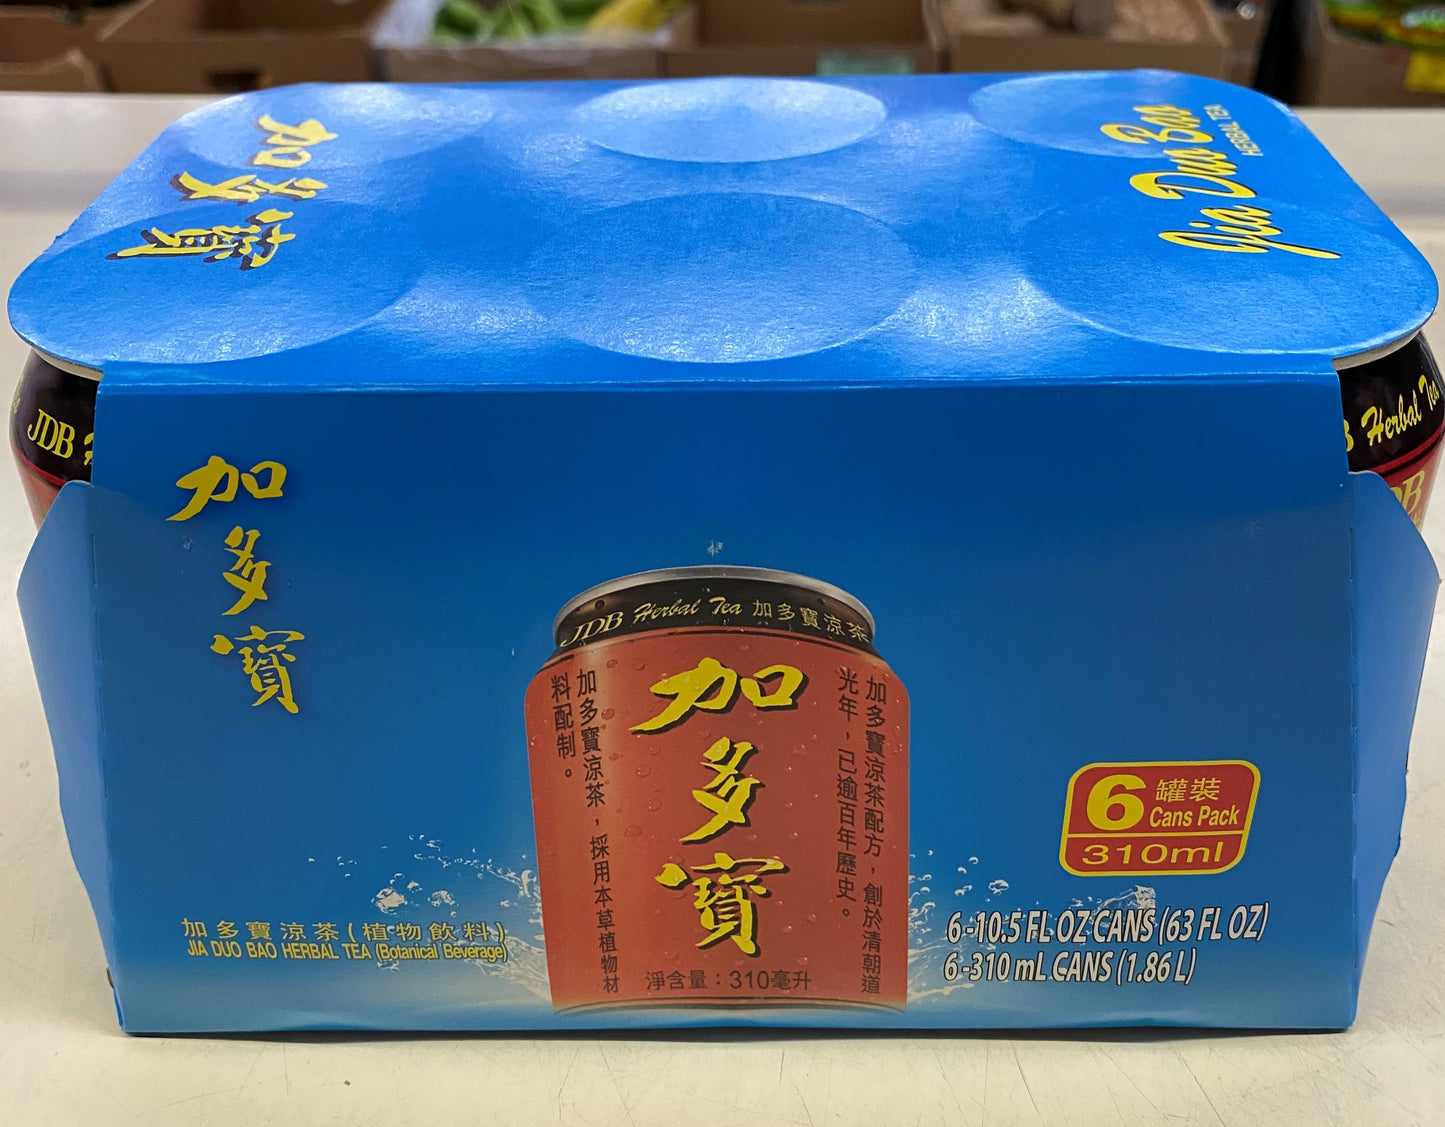 加多寶
Jia Duo Bao
HERBAL TEA
JDB
Herbal Tea
加多寶
JDB Herbal Tea 加多寶涼茶
加多寶涼茶配方，創於清朝道
光年，已逾百年歷史。
加多寶
加多寶涼茶，採用本草植物材
料配制。
淨含量：310毫升
6 罐裝
Cans Pack
310ml
加多寶涼茶(植物飲料)
JIA DUO BAO HERBAL TEA (Botanical Beverage)
6-10.5 FL OZ CANS (63 FL OZ)
6-310 mL CANS (1.86 L)